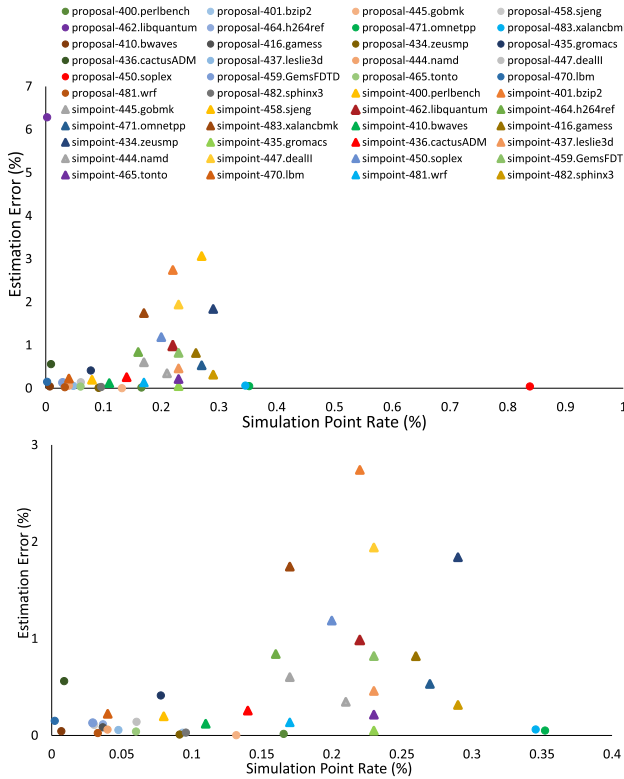 proposal-400.perlbench proposal-401.bzip2 proposal-445.gobmk proposal-458.sjeng
proposal-462.libquantum proposal-464.h264ref proposal-471.omnetpp proposal-483.xalancbm
proposal-410.bwaves proposal-416.gamess proposal-434.zeusmp proposal-435.gromacs
proposal-436.cactusADM proposal-437.leslie3d proposal-444.namd proposal-447.dealII
proposal-450.soplex proposal-459.GemsFDTD proposal-465.tonto proposal-470.lbm
proposal-481.wrf proposal-482.sphinx3 simpoint-400.perlbench simpoint-401.bzip2
simpoint-445.gobmk simpoint-458.sjeng simpoint-462.libquantum simpoint-464.h264ref
simpoint-471.omnetpp simpoint-483.xalancbmk simpoint-410.bwaves simpoint-416.gamess
simpoint-434.zeusmp simpoint-435.gromacs simpoint-436.cactusADM simpoint-437.leslie3d
simpoint-444.namd simpoint-447.dealII simpoint-450.soplex simpoint-459.GemsFDT
simpoint-465.tonto simpoint-470.lbm simpoint-481.wrf simpoint-482.sphinx3
Estimation Error (%)
7
6
5
4
3
2
1
0
0 0.1 0.2 0.3 0.4 0.5 0.6 0.7 0.8 0.9 1
Simulation Point Rate (%)
Estimation Error (%)
3
2
1
0
0 0.05 0.1 0.15 0.2 0.25 0.3 0.35 0.4
Simulation Point Rate (%)